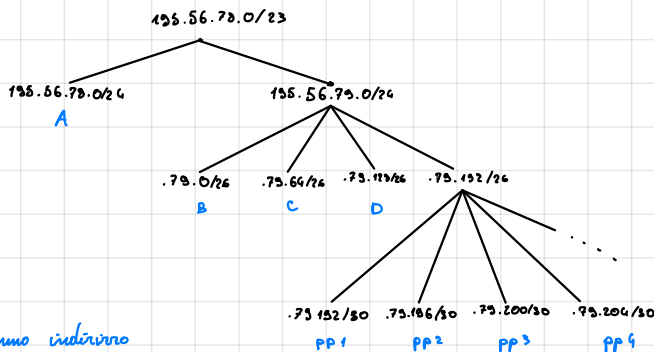 195.56.78.0/23
195.56.78.0/24 195.56.79.0/24
A
.79.0/26 .79.64/26 .79.128/26 .79.192/26
B C D
.79.192/30 .79.196/30 .79.200/30 .79.204/30
indirizzo pp1 pp2 pp3 pp4